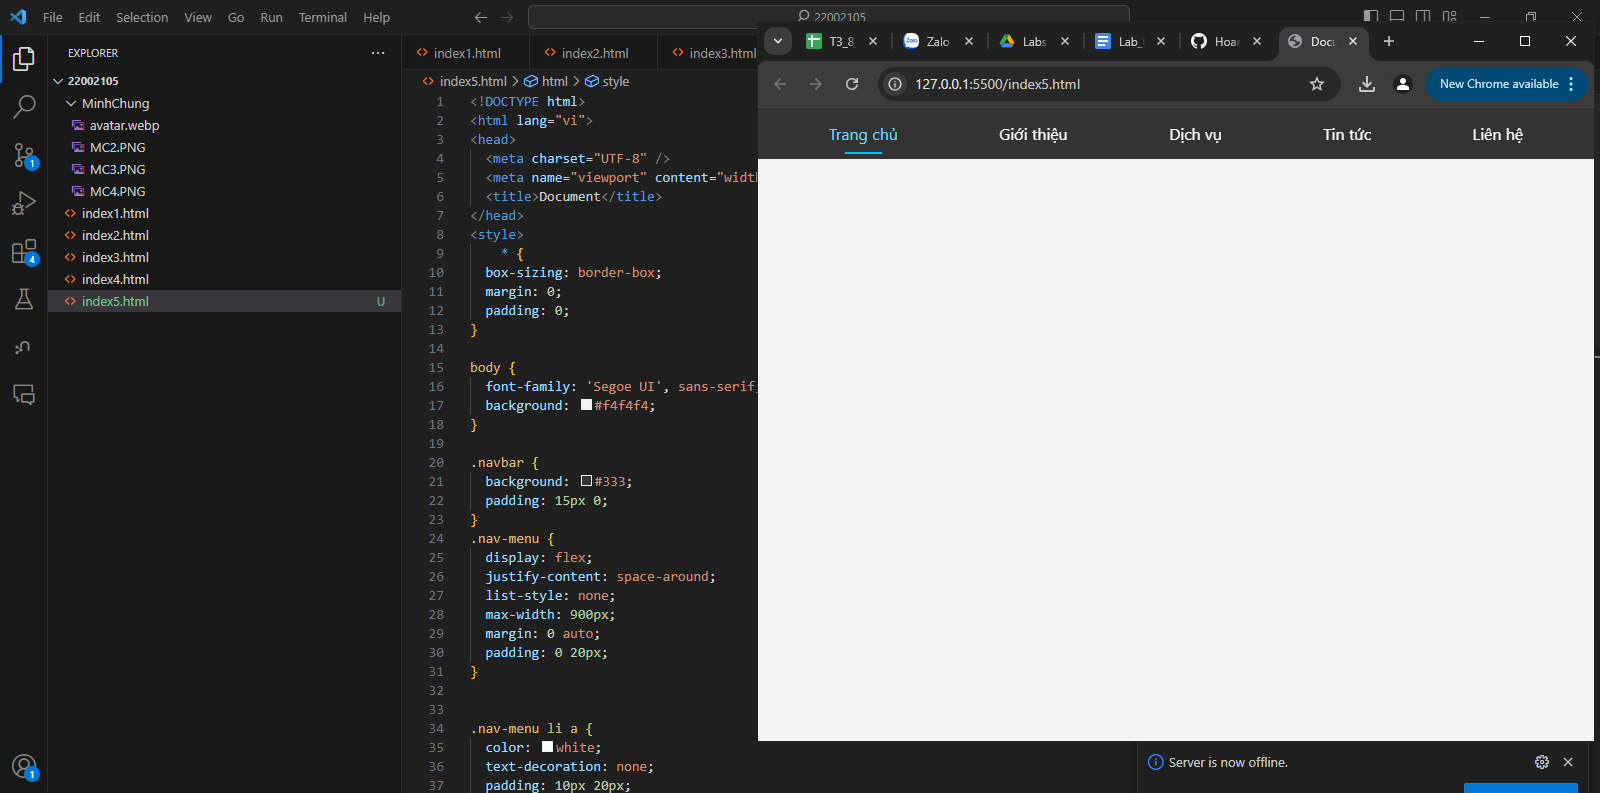 File Edit Selection View Go Run Terminal Help
22002105
EXPLORER
22002105
MinhChung
avatar.webp
MC2.PNG
MC3.PNG
MC4.PNG
index1.html
index2.html
index3.html
index4.html
index5.html U
1
4
1
index1.html index2.html index3.html
index5.html > html > style
1 <!DOCTYPE html>
2 <html lang="vi">
3 <head>
4 <meta charset="UTF-8" />
5 <meta name="viewport" content="width
6 <title>Document</title>
7 </head>
8 <style>
9 * {
10 box-sizing: border-box;
11 margin: 0;
12 padding: 0;
13 }
14
15 body {
16 font-family: 'Segoe UI', sans-serif;
17 background: #f4f4f4;
18 }
19
20 .navbar {
21 background: #333;
22 padding: 15px 0;
23 }
24 .nav-menu {
25 display: flex;
26 justify-content: space-around;
27 list-style: none;
28 max-width: 900px;
29 margin: 0 auto;
30 padding: 0 20px;
31 }
32
33
34 .nav-menu li a {
35 color: white;
36 text-decoration: none;
37 padding: 10px 20px;
T3_8 Zalo Labs Lab_ Hoar Docu
127.0.0.1:5500/index5.html
New Chrome available
Trang chủ Giới thiệu Dịch vụ Tin tức Liên hệ
Server is now offline.